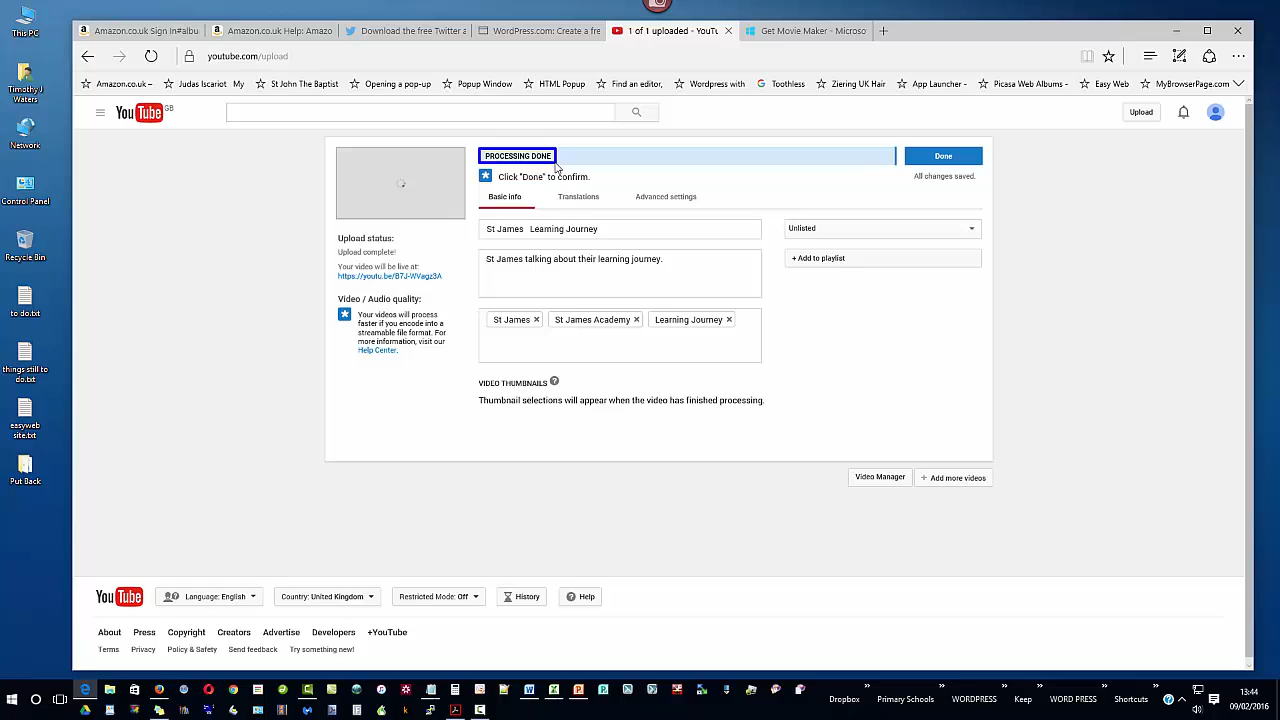 This PC
Timothy J
Waters
Network
Control Panel
Recycle Bin
to do.txt
things still to
do.txt
easyweb
site.txt
Put Back
Amazon.co.uk Sign In#albu
Amazon.co.uk Help: Amazo
Download the free Twitter a
WordPress.com: Create a fre
1 of 1 uploaded - YouTu
Get Movie Maker - Microso
youtube.com/upload
Amazon.co.uk –
Judas Iscariot My
St John The Baptist
Opening a pop-up
Popup Window
HTML Popup
Find an editor,
Wordpress with
Toothless
Ziering UK Hair
App Launcher -
Picasa Web Albums -
Easy Web
MyBrowserPage.com
YouTube GB
Upload
PROCESSING DONE
Done
Click "Done" to confirm.
All changes saved.
Basic info
Translations
Advanced settings
Upload status:
Upload complete!
Your video will be live at:
https://youtu.be/B7J-WVagz3A
Video / Audio quality:
Your videos will process
faster if you encode into a
streamable file format. For
more information, visit our
Help Center.
St James Learning Journey
St James talking about their learning journey.
St James
St James Academy
Learning Journey
VIDEO THUMBNAILS
Thumbnail selections will appear when the video has finished processing.
Unlisted
+ Add to playlist
Video Manager
+ Add more videos
YouTube
Language: English
Country: United Kingdom
Restricted Mode: Off
History
Help
About
Press
Copyright
Creators
Advertise
Developers
+YouTube
Terms
Privacy
Policy & Safety
Send feedback
Try something new!
Dropbox
Primary Schools
WORDPRESS
Keep
WORD PRESS
Shortcuts
13:44
09/02/2016